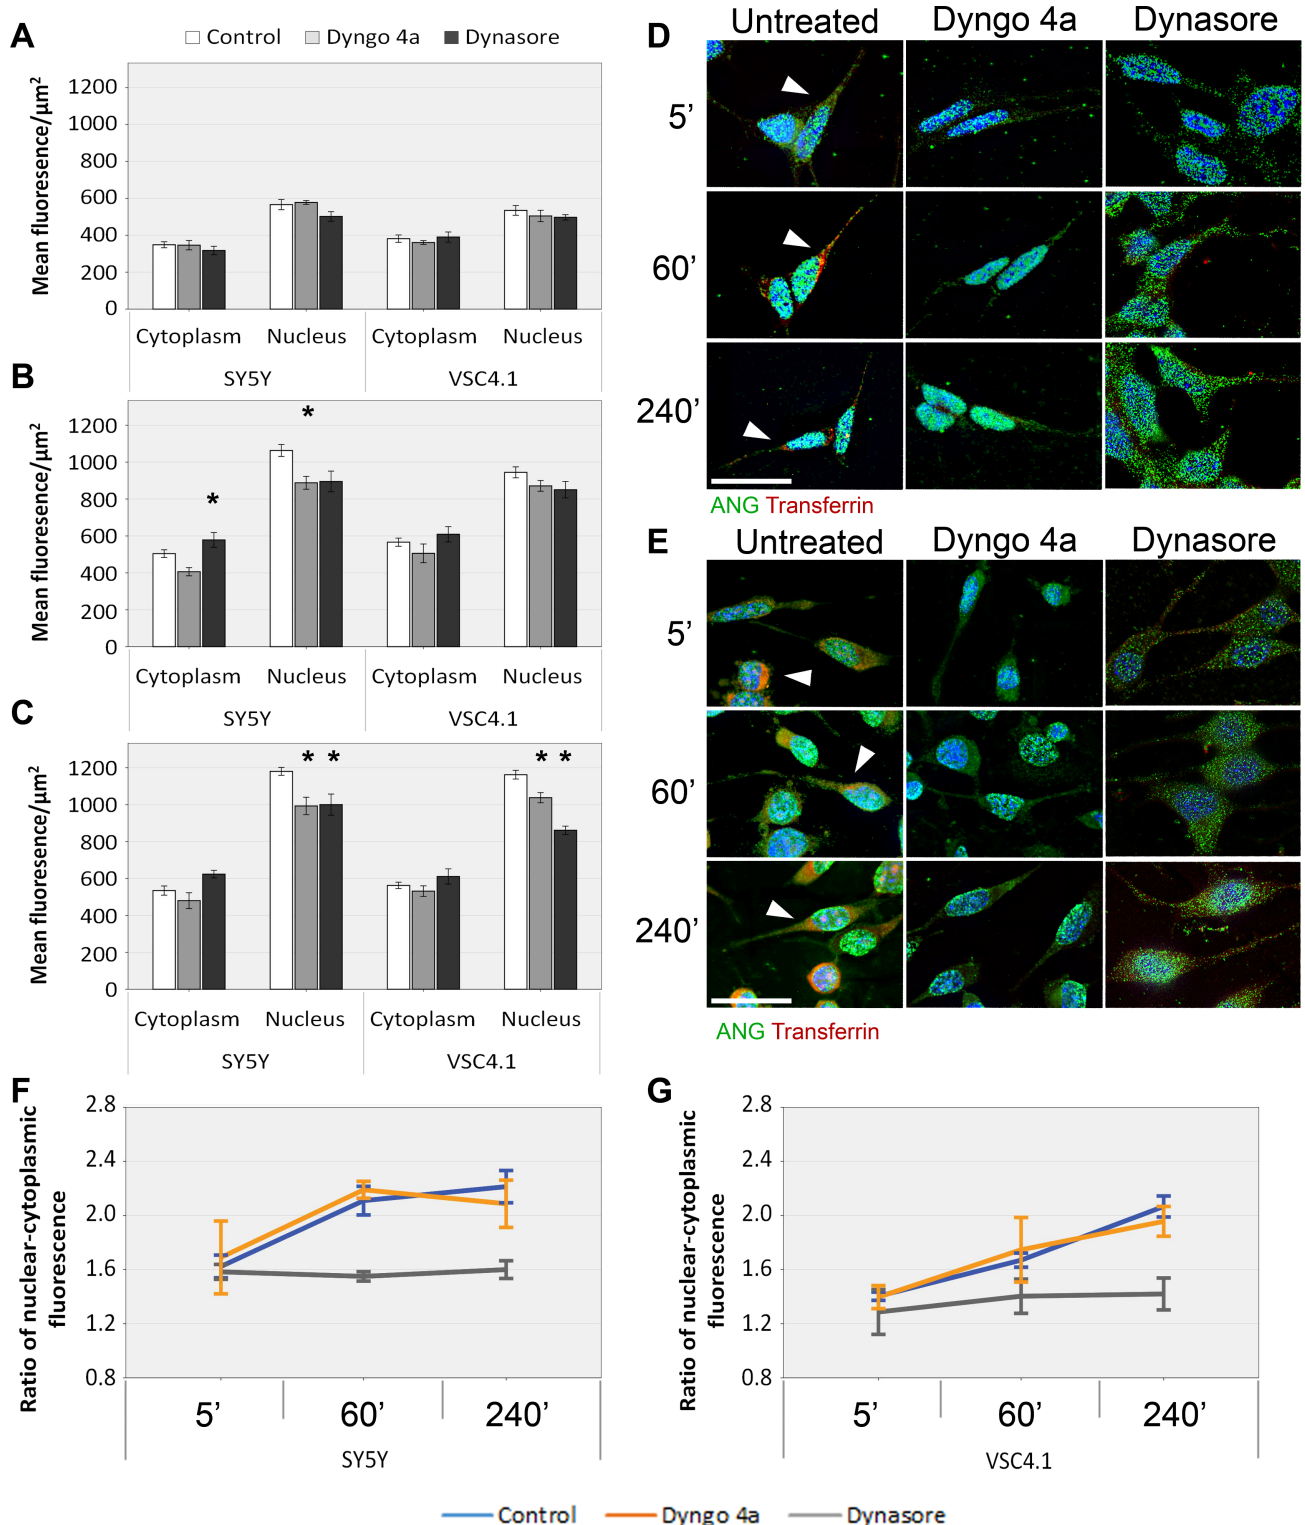 A
Control Dyngo 4a Dynasore
Mean fluoresence/µm²
1200
1000
800
600
400
200
0
Cytoplasm Nucleus Cytoplasm Nucleus
SY5Y VSC4.1
B
Mean fluoresence/µm²
1200
1000
800
600
400
200
0
*
*
Cytoplasm Nucleus Cytoplasm Nucleus
SY5Y VSC4.1
C
Mean fluoresence/µm²
1200
1000
800
600
400
200
0
* * * *
Cytoplasm Nucleus Cytoplasm Nucleus
SY5Y VSC4.1
D
Untreated Dyngo 4a Dynasore
5’
60’
240’
ANG Transferrin
E
Untreated Dyngo 4a Dynasore
5’
60’
240’
ANG Transferrin
F
Ratio of nuclear-cytoplasmic
fluorescence
2.8
2.4
2.0
1.6
1.2
0.8
5’ 60’ 240’
SY5Y
G
Ratio of nuclear-cytoplasmic
fluorescence
2.8
2.4
2.0
1.6
1.2
0.8
5’ 60’ 240’
VSC4.1
Control Dyngo 4a Dynasore